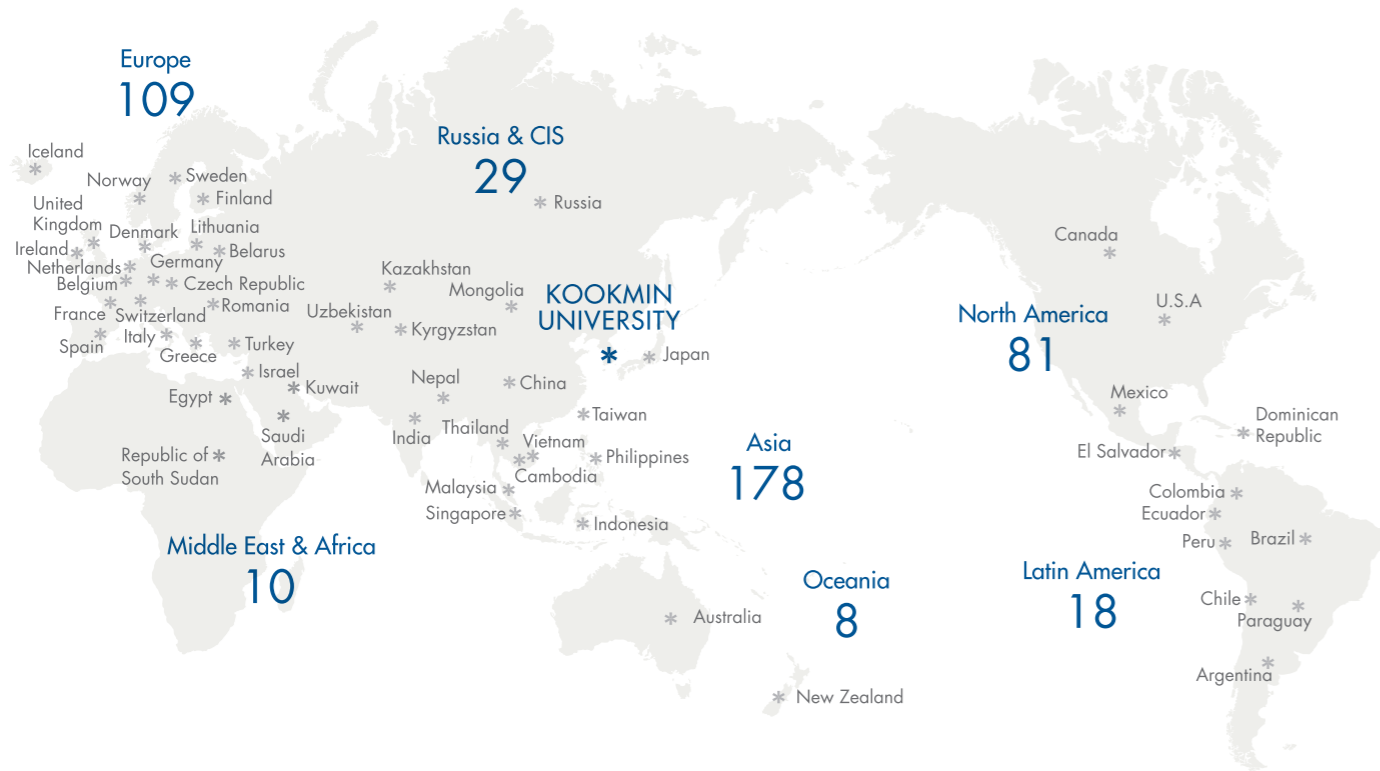 Europe
109
Iceland
Norway
Sweden
Finland
United
Kingdom
Denmark
Lithuania
Ireland
Belarus
Netherlands
Germany
Belgium
Czech Republic
France
Switzerland
Romania
Spain
Italy
Greece
Turkey
Israel
Kuwait
Egypt
Saudi
Arabia
Republic of
South Sudan
Middle East & Africa
10
Russia & CIS
29
Russia
Kazakhstan
Mongolia
Uzbekistan
Kyrgyzstan
KOOKMIN
UNIVERSITY
Japan
Nepal
China
Taiwan
India
Thailand
Vietnam
Philippines
Cambodia
Malaysia
Singapore
Indonesia
Asia
178
Oceania
8
Australia
New Zealand
Canada
U.S.A
North America
81
Mexico
Dominican
Republic
El Salvador
Colombia
Ecuador
Peru
Brazil
Latin America
18
Chile
Paraguay
Argentina